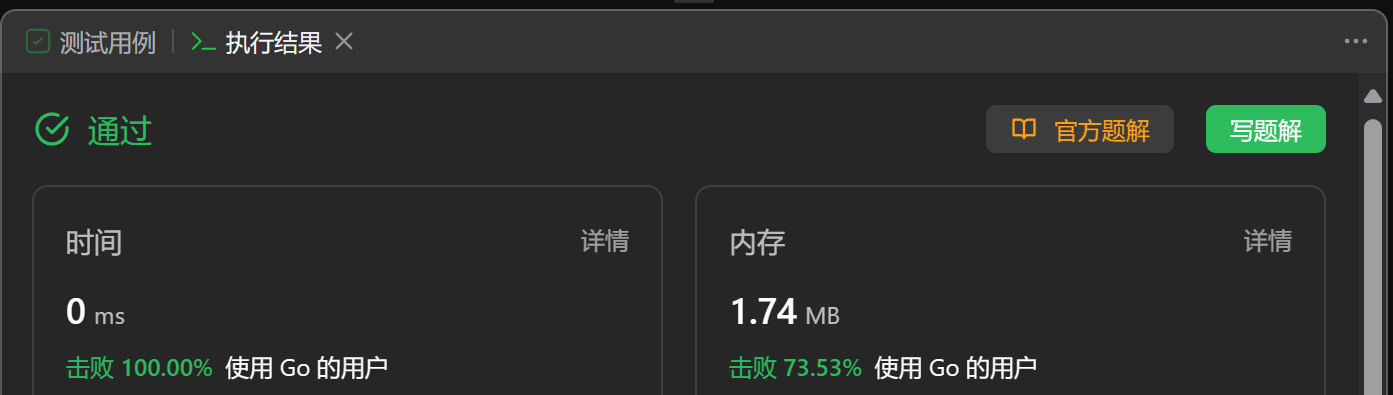 测试用例 执行结果
通过 官方题解 写题解
时间 详情 内存 详情
0 ms 1.74 MB
击败 100.00% 使用 Go 的用户 击败 73.53% 使用 Go 的用户